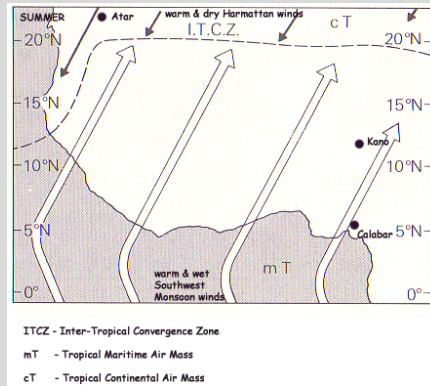 SUMMER
Atar
warm & dry Harmattan winds
I.T.C.Z.
c T
20°N
20°N
15°N
15°N
Kano
10°N
10°N
5°N
Calabar
5°N
m T
warm & wet
Southwest
Monsoon winds
0°
0°
ITCZ - Inter-Tropical Convergence Zone
mT - Tropical Maritime Air Mass
cT - Tropical Continental Air Mass